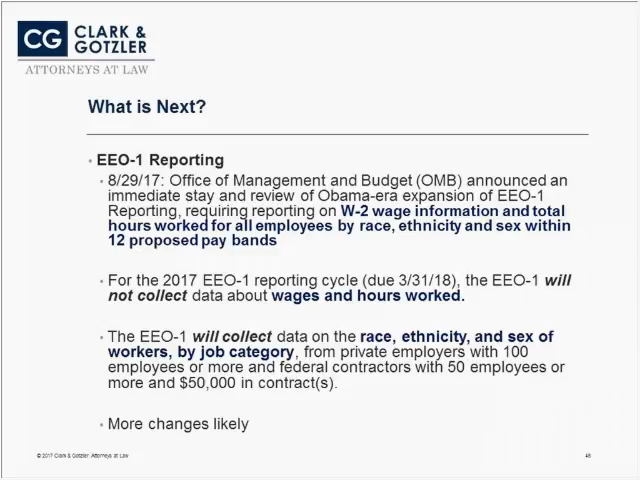 CG CLARK &
GOTZLER
ATTORNEYS AT LAW
What is Next?
• EEO-1 Reporting
• 8/29/17: Office of Management and Budget (OMB) announced an
immediate stay and review of Obama-era expansion of EEO-1
Reporting, requiring reporting on W-2 wage information and total
hours worked for all employees by race, ethnicity and sex within
12 proposed pay bands
• For the 2017 EEO-1 reporting cycle (due 3/31/18), the EEO-1 will
not collect data about wages and hours worked.
• The EEO-1 will collect data on the race, ethnicity, and sex of
workers, by job category, from private employers with 100
employees or more and federal contractors with 50 employees or
more and $50,000 in contract(s).
• More changes likely
© 2017 Clark & Gotzler Attorneys at Law